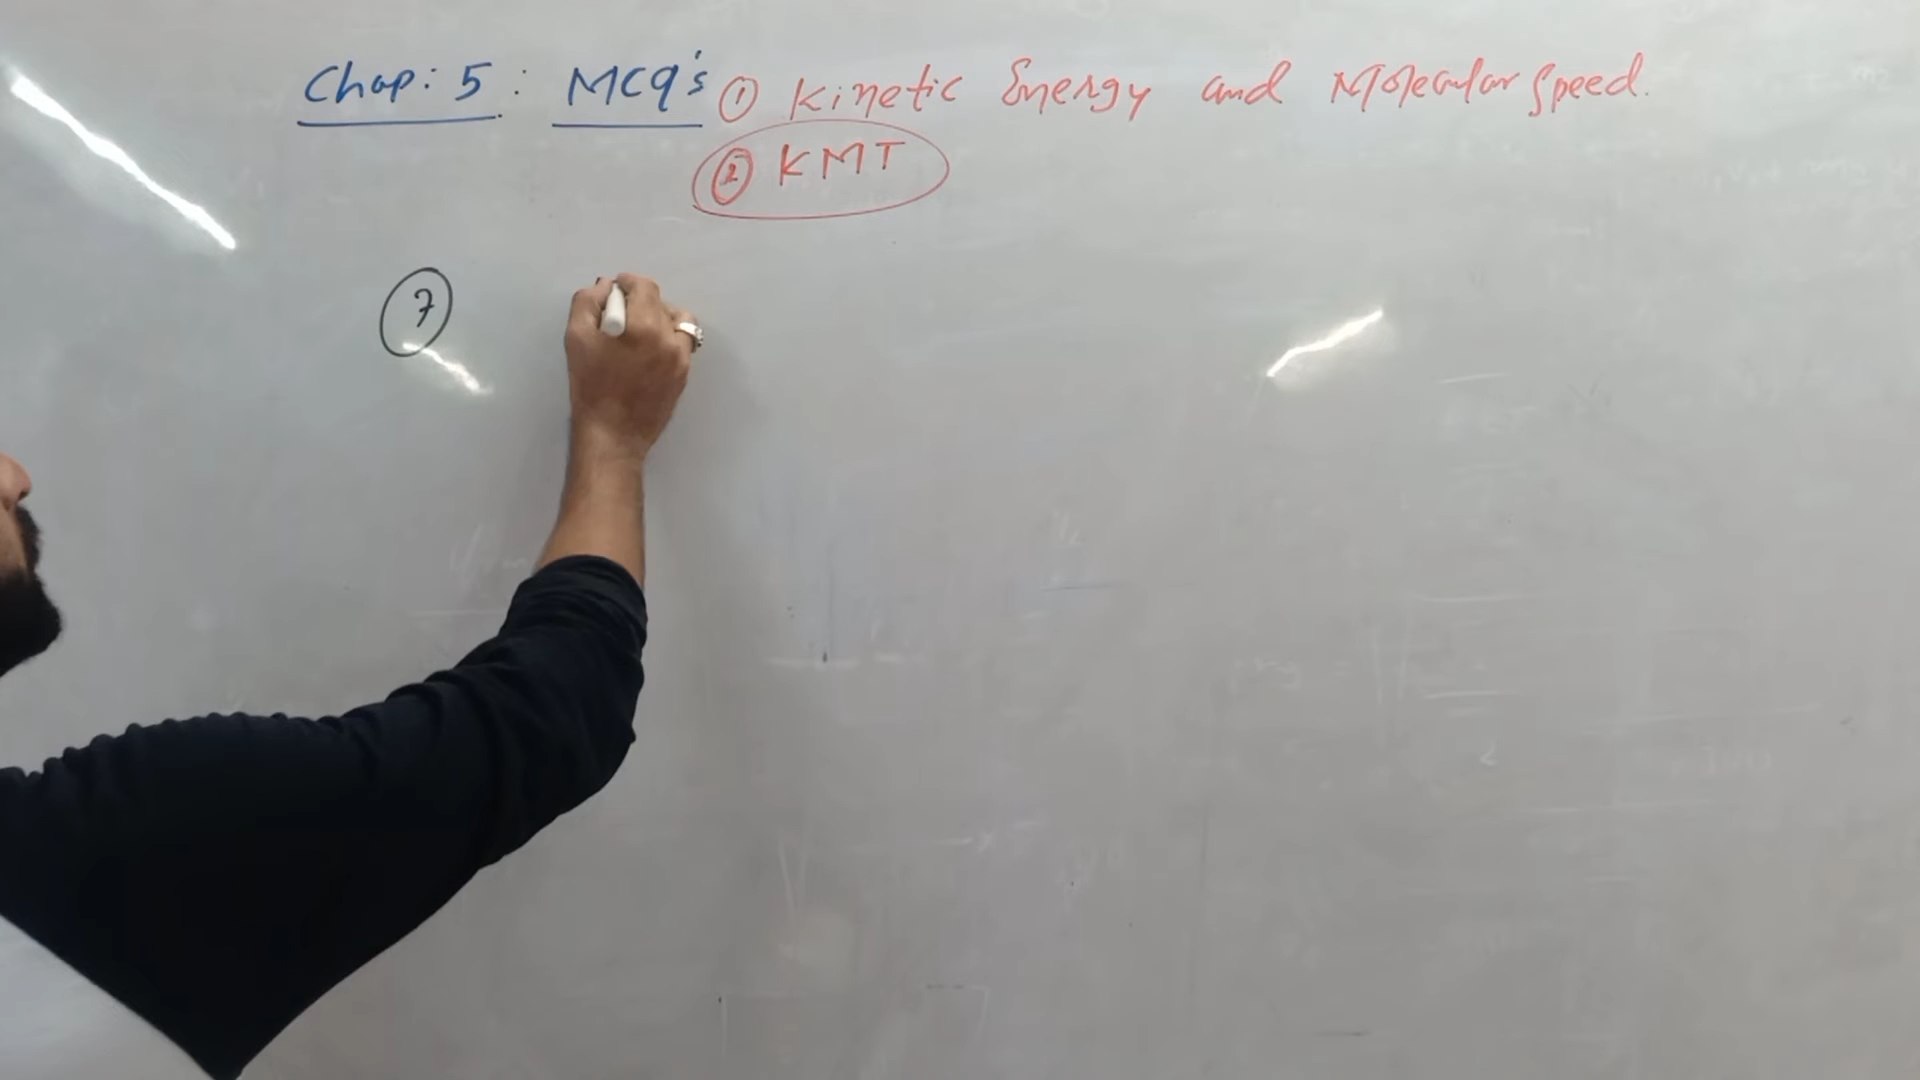 Chap: 5 : MCQ's ① Kinetic Energy and Molecular Speed.
② KMT
⑦